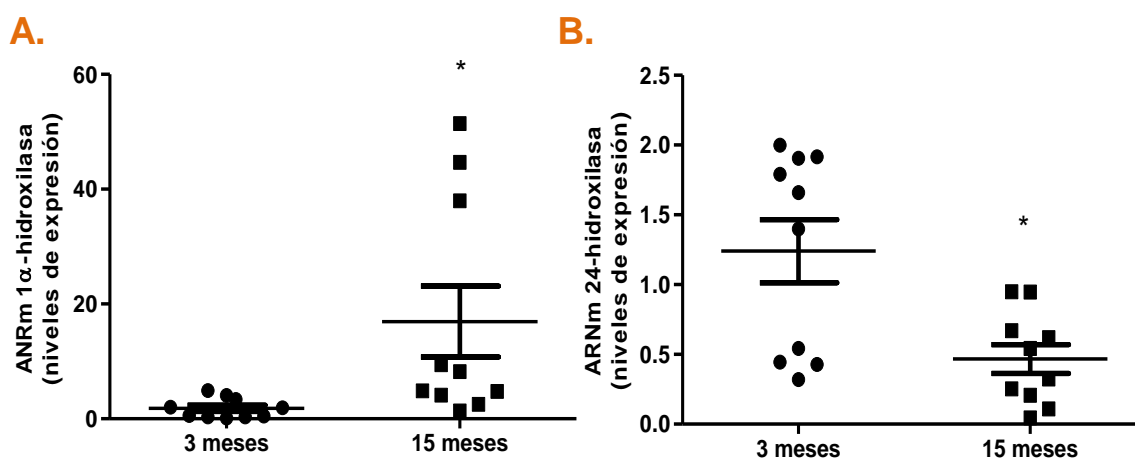 A.
ANRm 1α-hidroxilasa
(niveles de expresión)
60
40
20
0
*
3 meses
15 meses
B.
ARNm 24-hidroxilasa
(niveles de expresión)
2.5
2.0
1.5
1.0
0.5
0.0
*
3 meses
15 meses